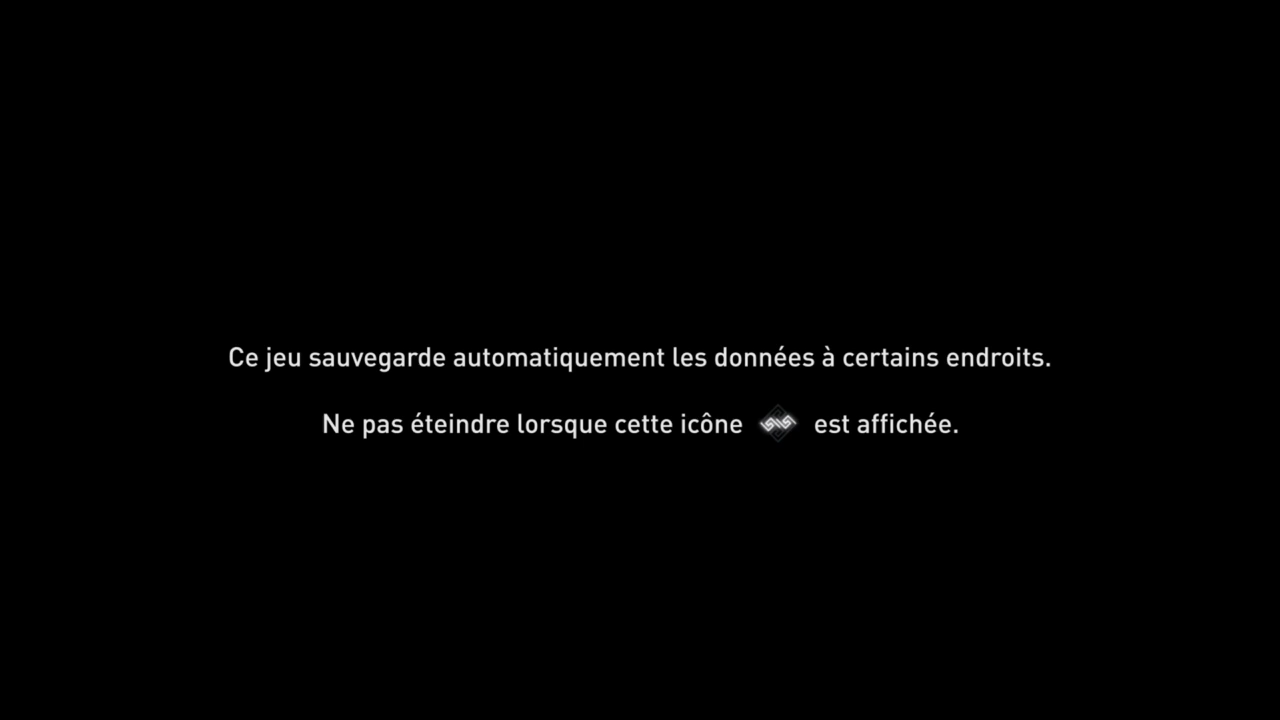 Ce jeu sauvegarde automatiquement les données à certains endroits.
Ne pas éteindre lorsque cette icône est affichée.